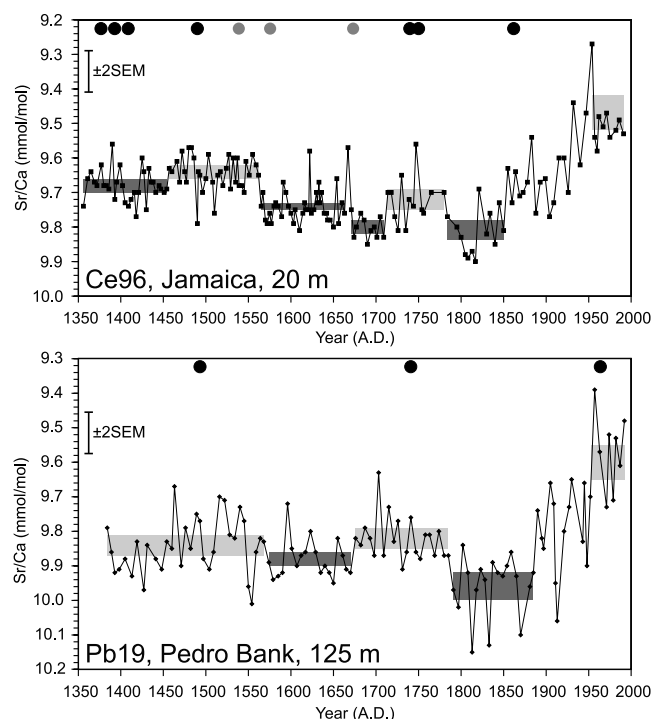 9.2
9.3
9.4
9.5
9.6
9.7
9.8
9.9
10.0
Sr/Ca (mmol/mol)
±2SEM
Ce96, Jamaica, 20 m
1350 1400 1450 1500 1550 1600 1650 1700 1750 1800 1850 1900 1950 2000
Year (A.D.)
9.3
9.4
9.5
9.6
9.7
9.8
9.9
10.0
10.1
10.2
Sr/Ca (mmol/mol)
±2SEM
Pb19, Pedro Bank, 125 m
1350 1400 1450 1500 1550 1600 1650 1700 1750 1800 1850 1900 1950 2000
Year (A.D.)